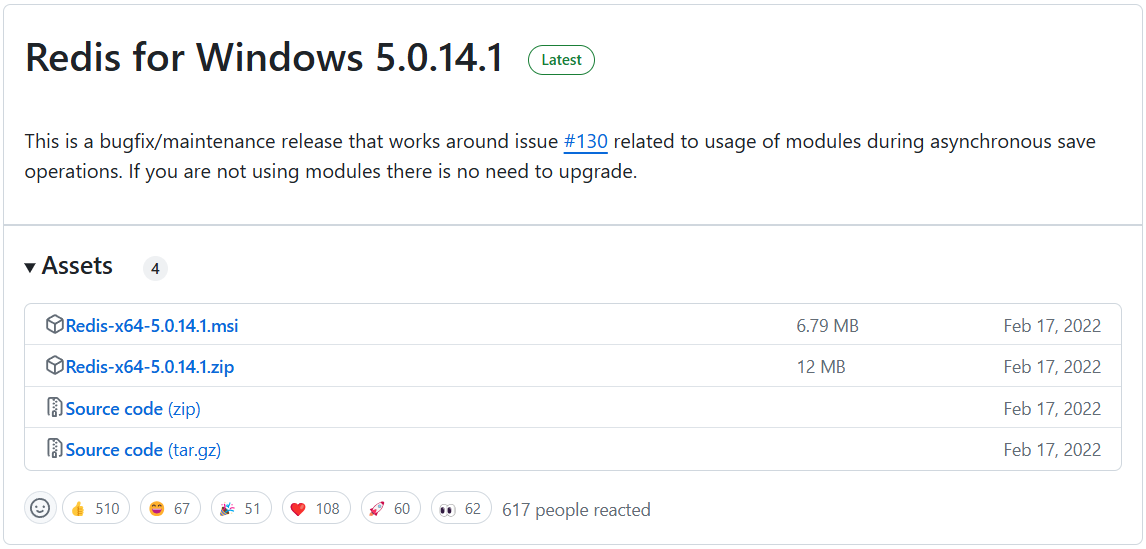 Redis for Windows 5.0.14.1 Latest
This is a bugfix/maintenance release that works around issue #130 related to usage of modules during asynchronous save
operations. If you are not using modules there is no need to upgrade.
Assets 4
Redis-x64-5.0.14.1.msi 6.79 MB Feb 17, 2022
Redis-x64-5.0.14.1.zip 12 MB Feb 17, 2022
Source code (zip) Feb 17, 2022
Source code (tar.gz) Feb 17, 2022
510 67 51 108 60 62 617 people reacted